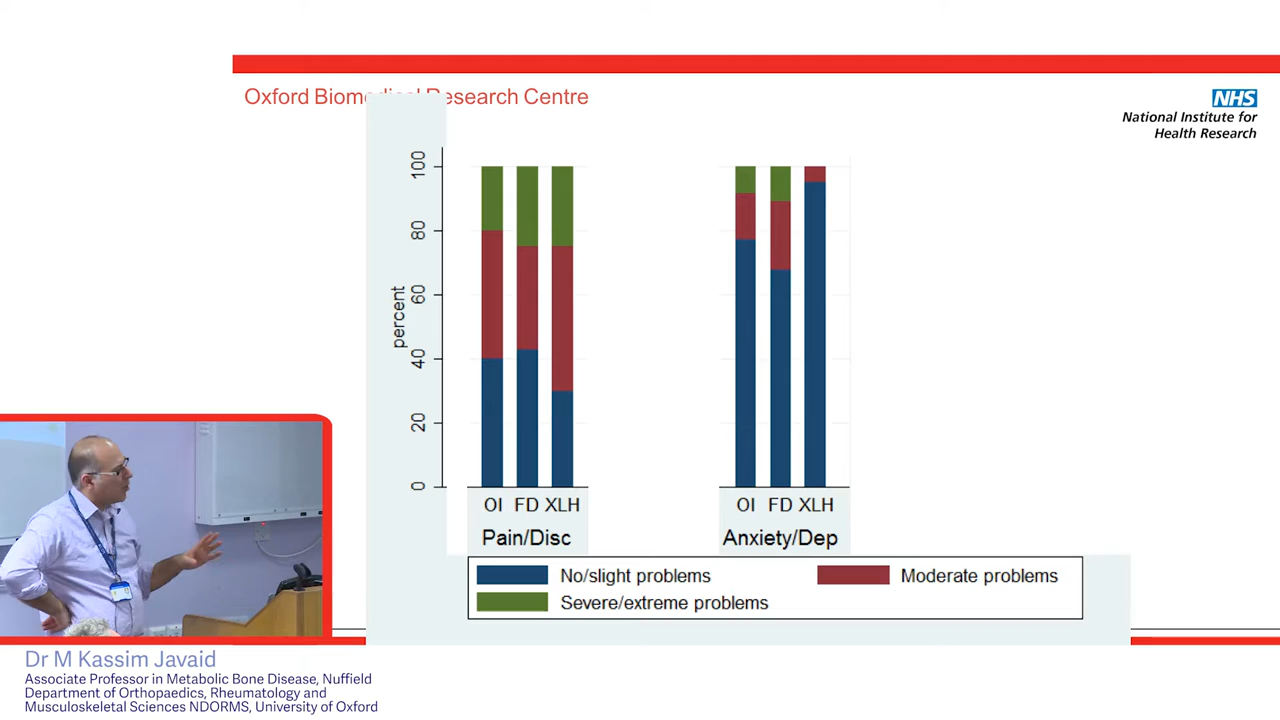 Oxford Biomedical Research Centre
NHS
National Institute for
Health Research
percent
100
80
60
40
20
0
OI FD XLH
Pain/Disc
OI FD XLH
Anxiety/Dep
No/slight problems
Moderate problems
Severe/extreme problems
Dr M Kassim Javaid
Associate Professor in Metabolic Bone Disease, Nuffield
Department of Orthopaedics, Rheumatology and
Musculoskeletal Sciences NDORMS, University of Oxford